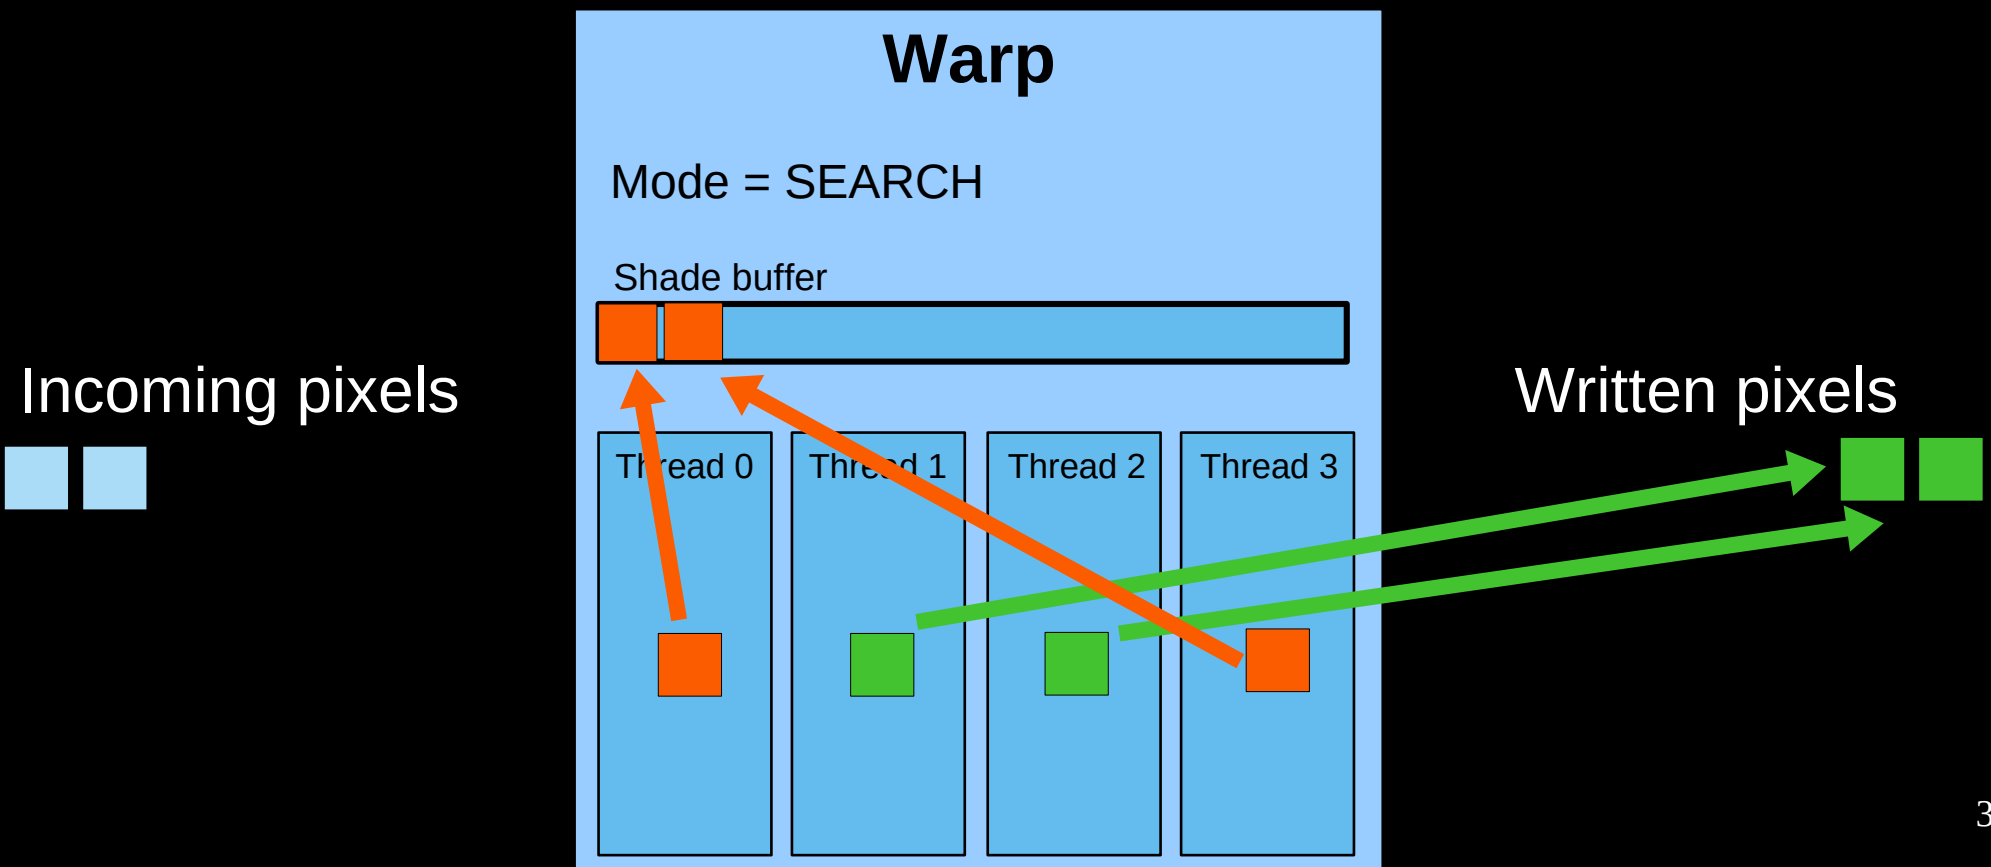 Warp
Mode = SEARCH
Shade buffer
Incoming pixels
Written pixels
Thread 0
Thread 1
Thread 2
Thread 3
3